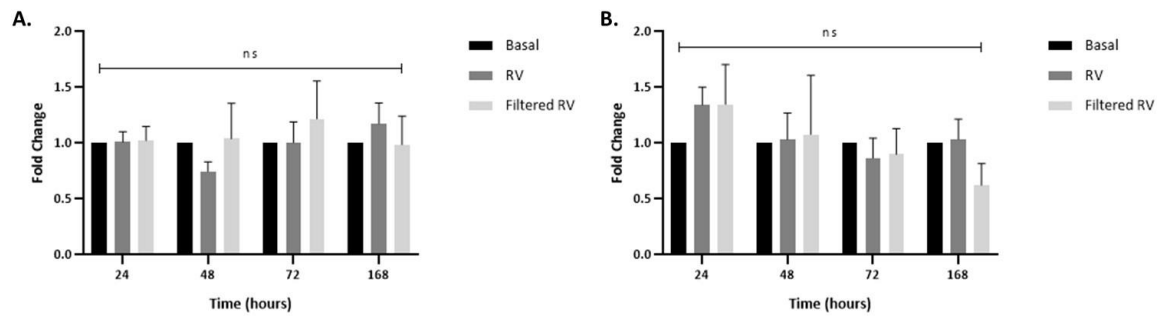 A.
2.0
1.5
1.0
0.5
0.0
Fold Change
ns
24 48 72 168
Time (hours)
Basal
RV
Filtered RV
B.
2.0
1.5
1.0
0.5
0.0
Fold Change
ns
24 48 72 168
Time (hours)
Basal
RV
Filtered RV